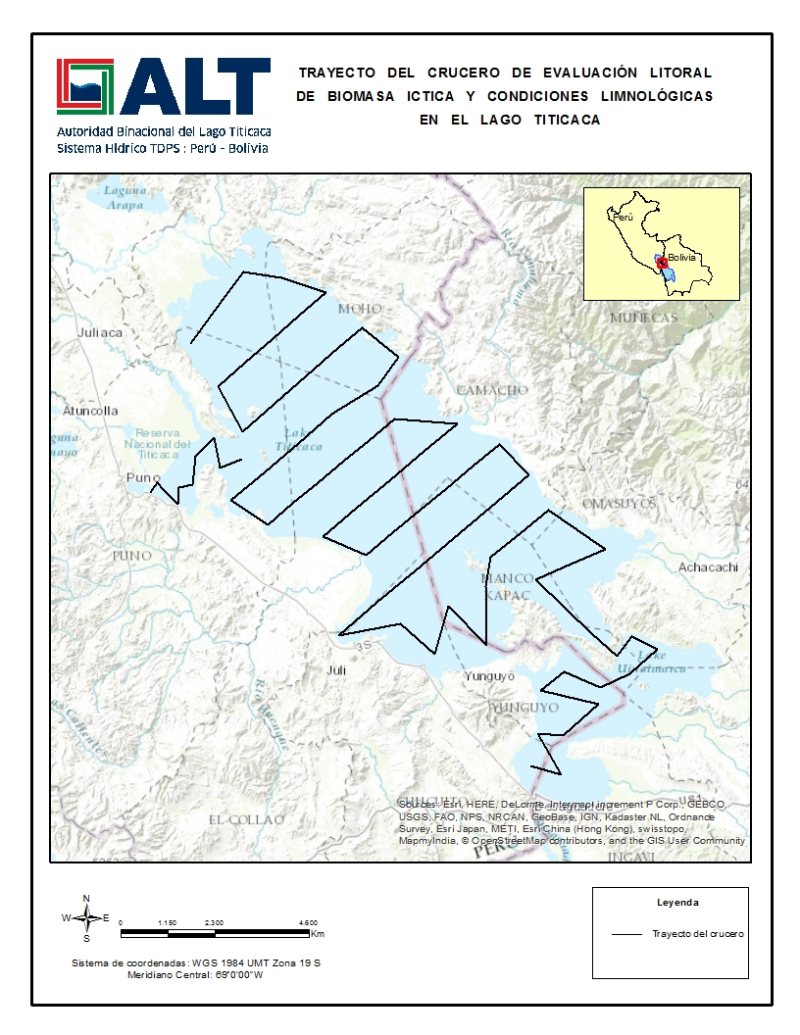 ALT
Autoridad Binacional del Lago Titicaca
Sistema Hídrico TDPS : Perú - Bolivia
TRAYECTO DEL CRUCERO DE EVALUACIÓN LITORAL
DE BIOMASA ICTICA Y CONDICIONES LIMNOLÓGICAS
EN EL LAGO TITICACA
Laguna
Arapa
Perú
Bolivia
MOHO
MUÑECAS
Juliaca
CAMACHO
Atuncolla
Reserva
Nacional del
Titicaca
Lake
Titicaca
Puno
OMASUYOS
PUNO
Achacachi
MANCO
KAPAC
35
Juli
Yunguyo
Lake
YUNGUYO
EL COLLAO
Sources: Esri, HERE, DeLorme, Intermap, increment P Corp., GEBCO,
USGS, FAO, NPS, NRCAN, GeoBase, IGN, Kadaster NL, Ordnance
Survey, Esri Japan, METI, Esri China (Hong Kong), swisstopo,
MapmyIndia, © OpenStreetMap contributors, and the GIS User Community
INGAVI
N
W E
S
0 1.150 2.300 4.600
Km
Sistema de coordenadas: WGS 1984 UMT Zona 19 S
Meridiano Central: 69°0'00"W
Leyenda
Trayecto del crucero